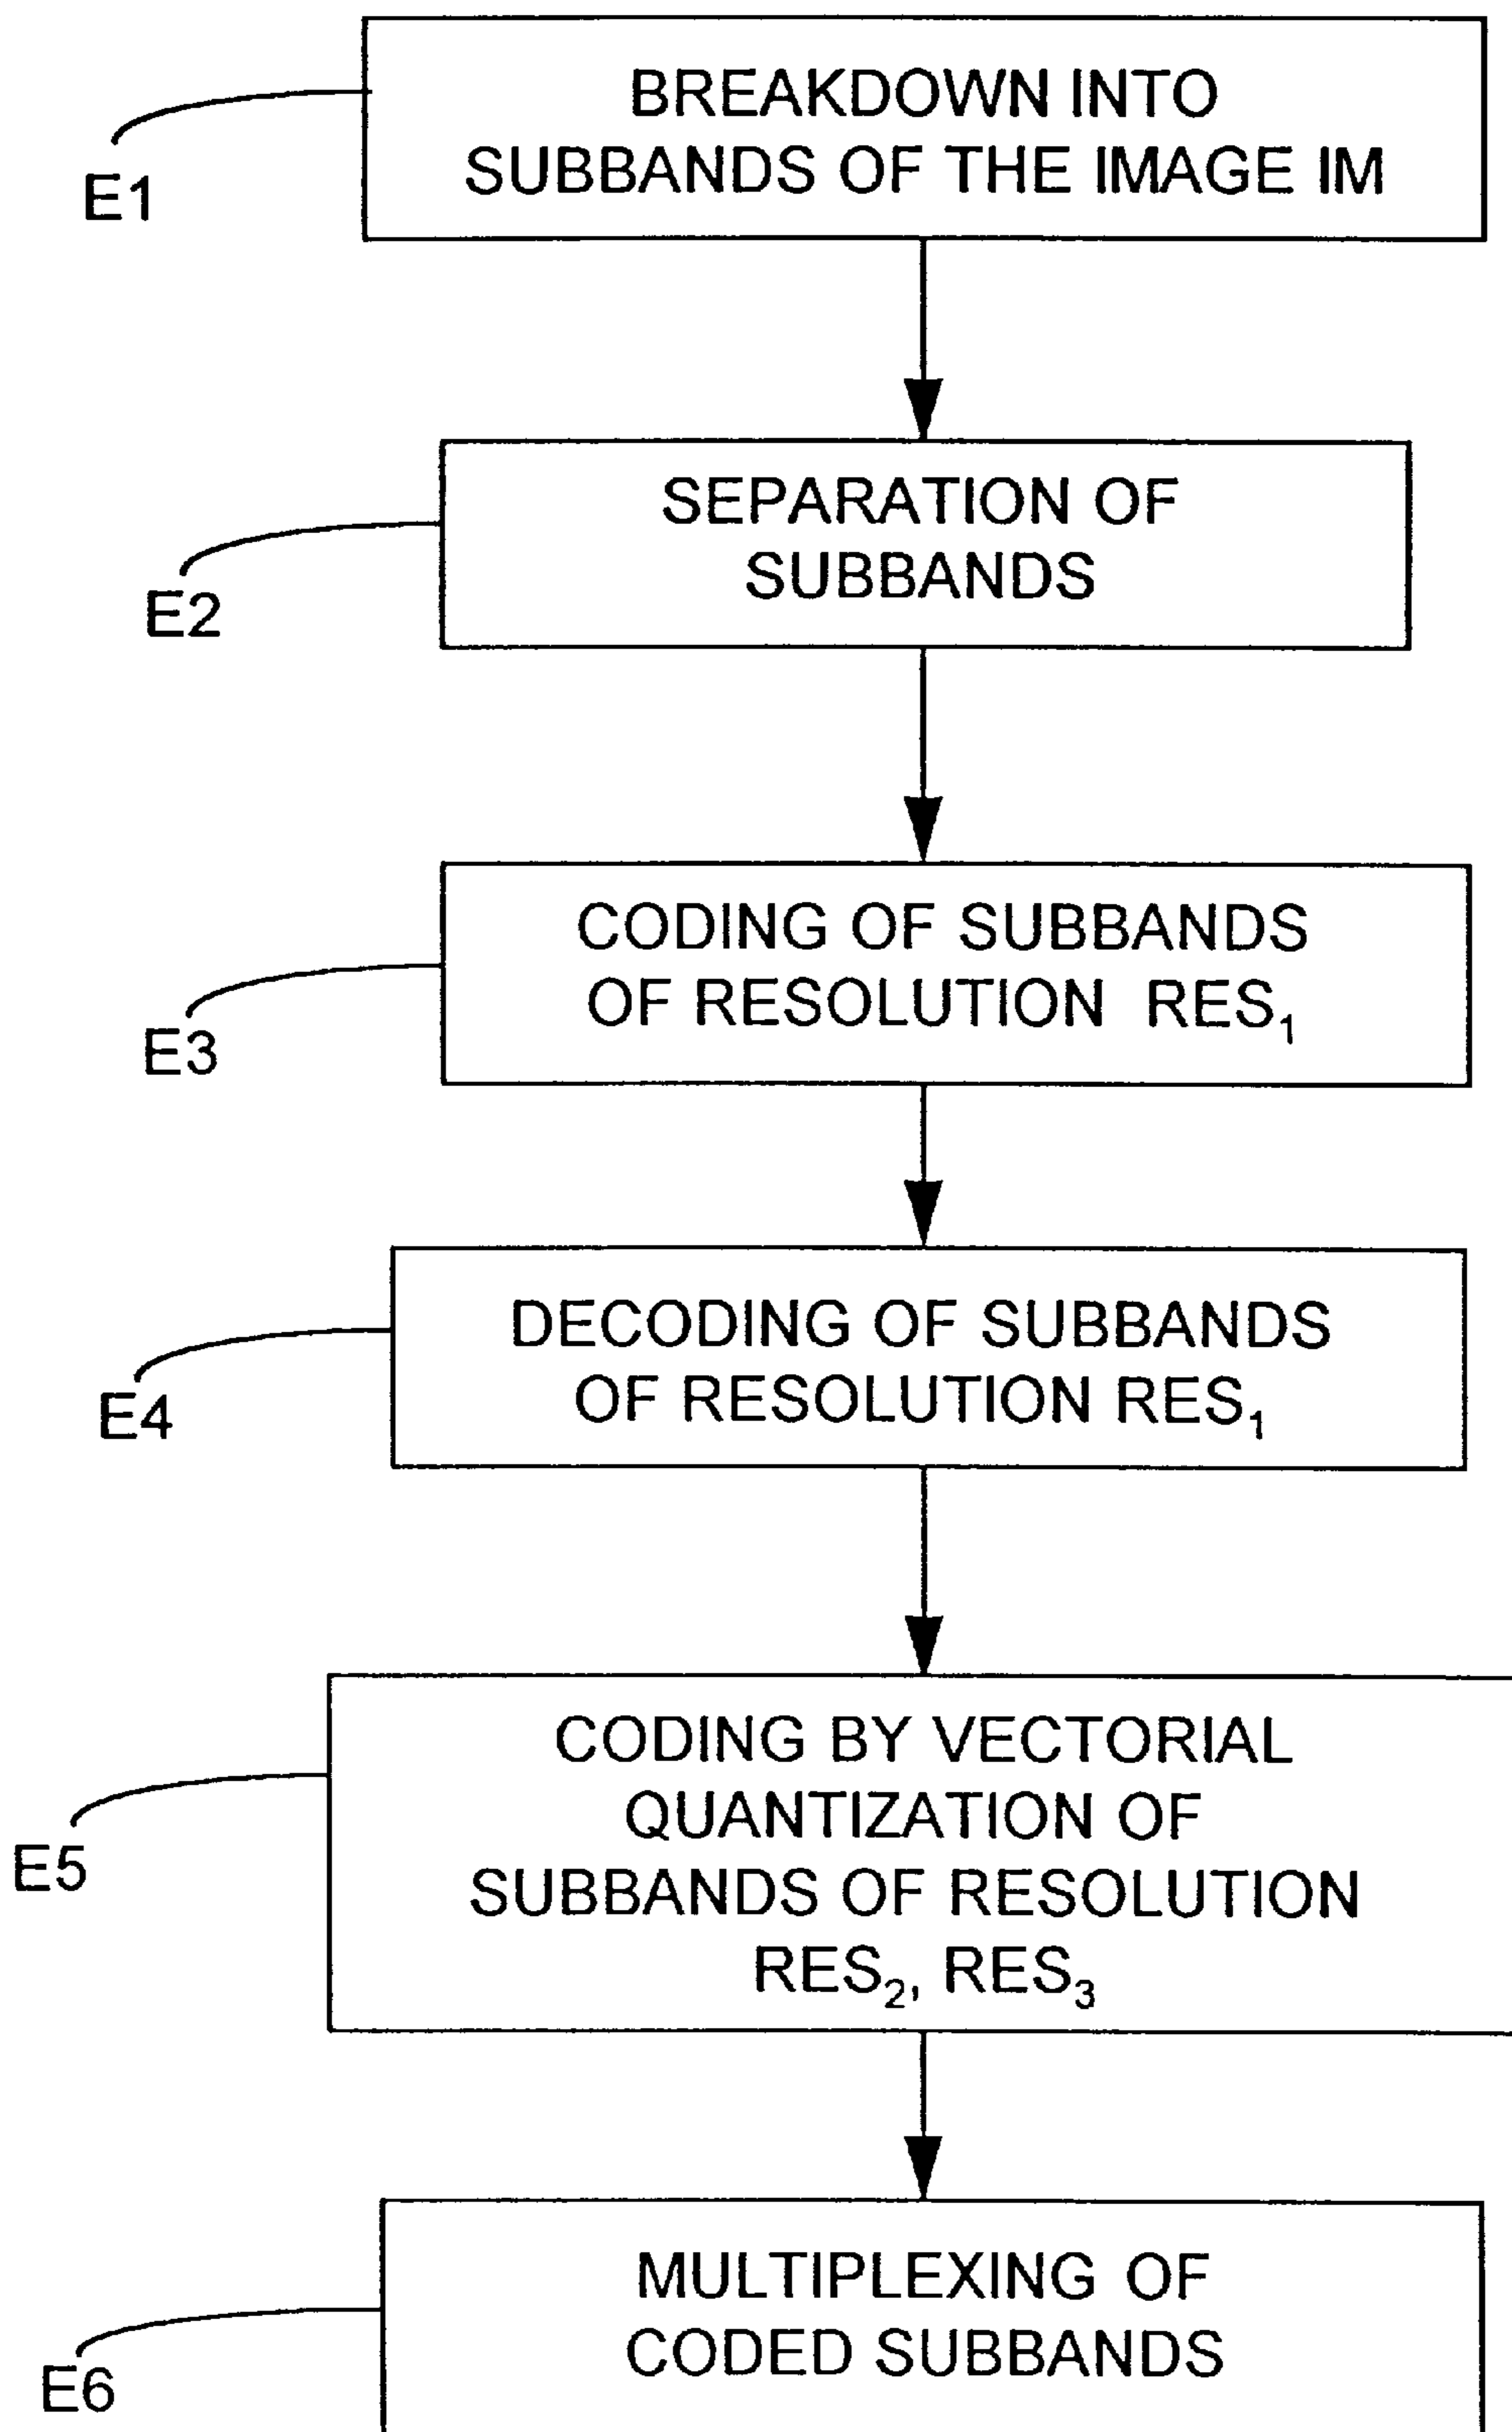 BREAKDOWN INTO
SUBBANDS OF THE IMAGE IM
E1
SEPARATION OF
SUBBANDS
E2
CODING OF SUBBANDS
OF RESOLUTION RES₁
E3
DECODING OF SUBBANDS
OF RESOLUTION RES₁
E4
CODING BY VECTORIAL
QUANTIZATION OF
SUBBANDS OF RESOLUTION
RES₂, RES₃
E5
MULTIPLEXING OF
CODED SUBBANDS
E6